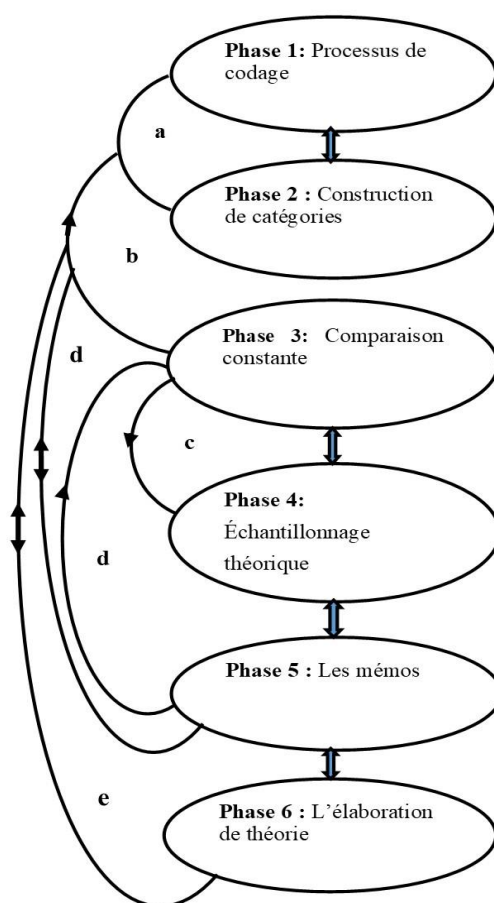 Phase 1: Processus de
codage
a
Phase 2 : Construction
de catégories
b
Phase 3: Comparaison
constante
d
c
Phase 4:
Échantillonnage
théorique
d
Phase 5 : Les mémos
e
Phase 6 : L’élaboration
de théorie